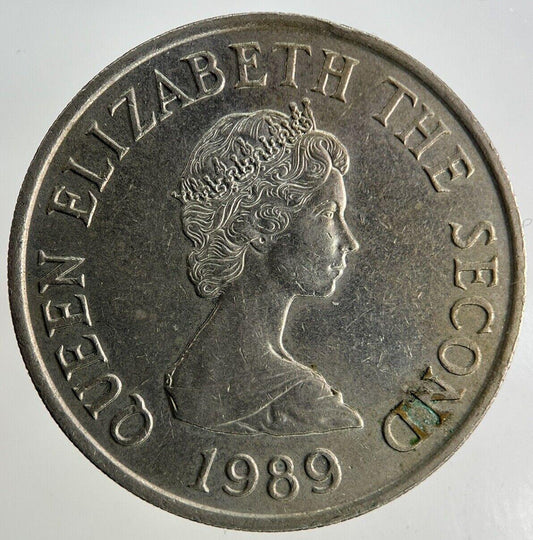 QUEEN ELIZABETH THE SECOND
1989